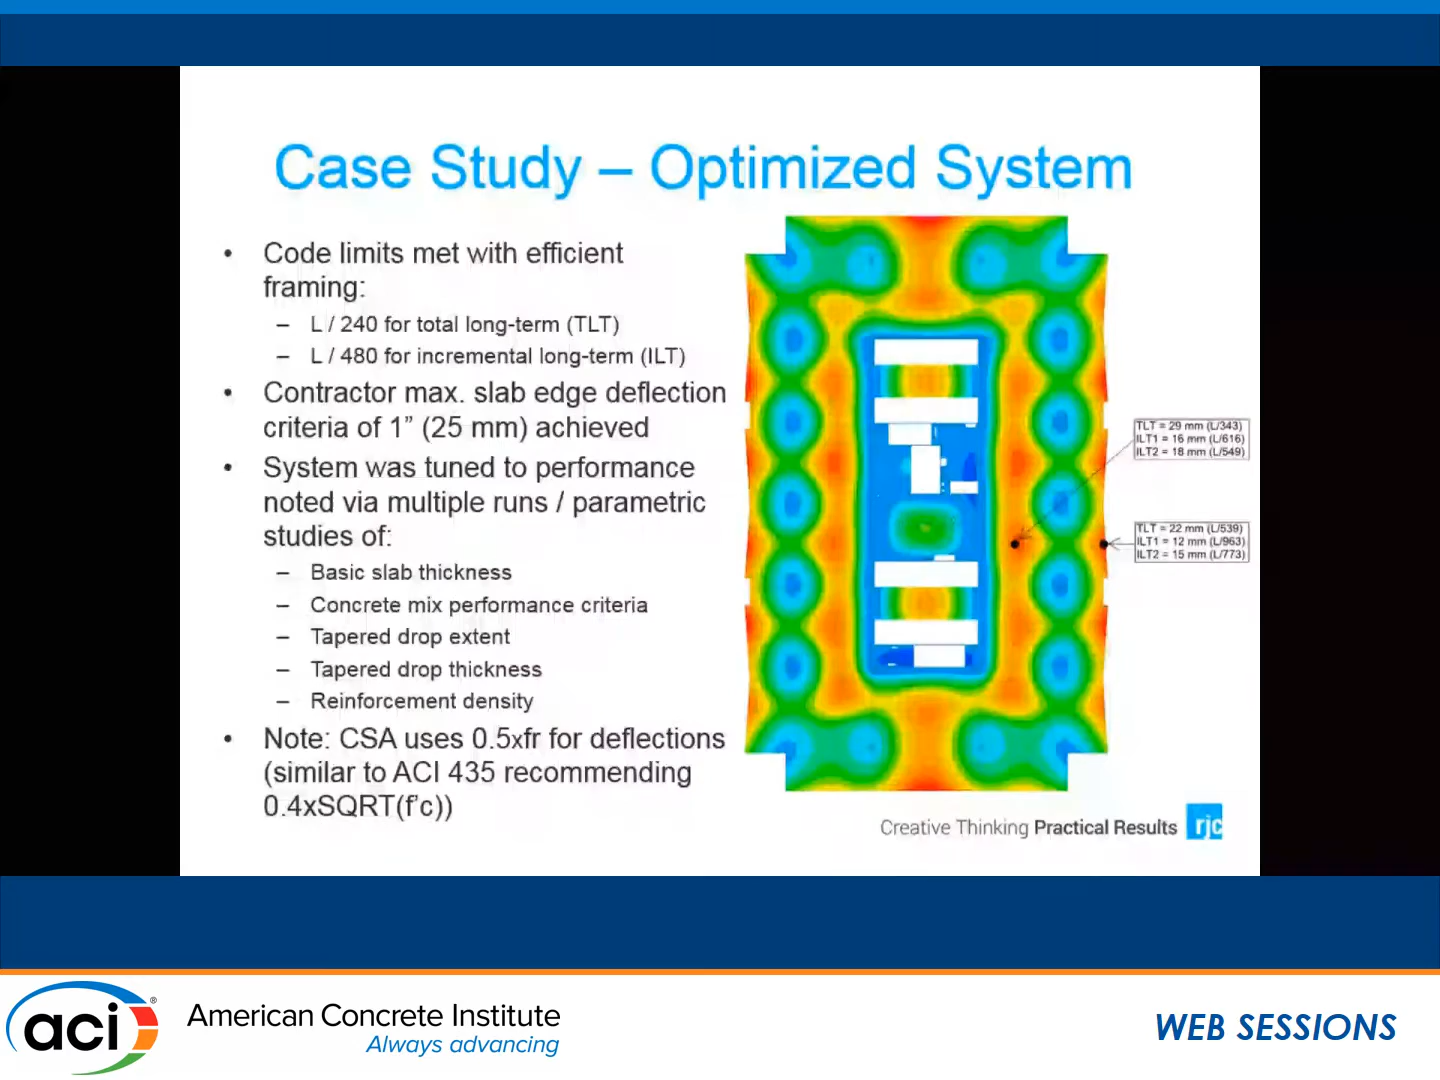 Case Study – Optimized System
• Code limits met with efficient
framing:
– L / 240 for total long-term (TLT)
– L / 480 for incremental long-term (ILT)
• Contractor max. slab edge deflection
criteria of 1” (25 mm) achieved
• System was tuned to performance
noted via multiple runs / parametric
studies of:
– Basic slab thickness
– Concrete mix performance criteria
– Tapered drop extent
– Tapered drop thickness
– Reinforcement density
• Note: CSA uses 0.5xfr for deflections
(similar to ACI 435 recommending
0.4xSQRT(f’c))
TLT = 29 mm (L/343)
ILT1 = 16 mm (L/616)
ILT2 = 18 mm (L/549)
TLT = 22 mm (L/539)
ILT1 = 12 mm (L/963)
ILT2 = 15 mm (L/773)
Creative Thinking Practical Results rjc
aci ®
American Concrete Institute
Always advancing
WEB SESSIONS